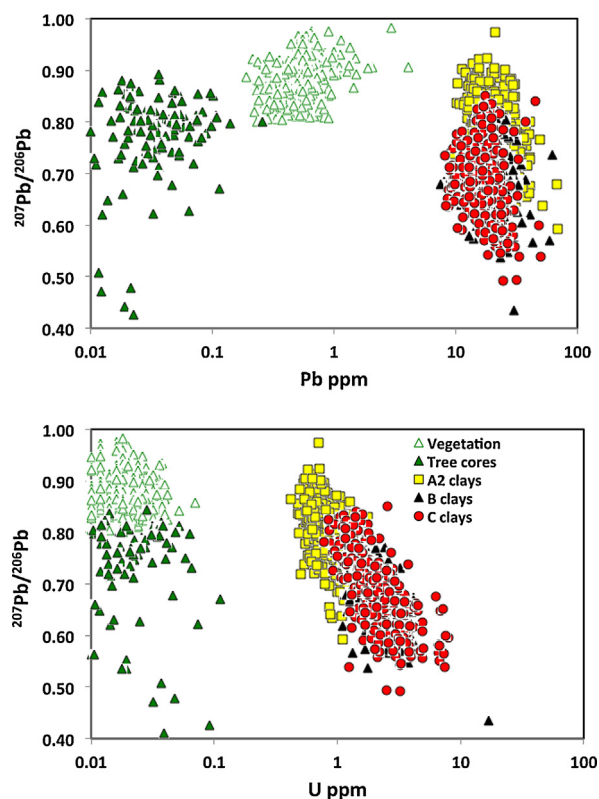 1.00
0.90
0.80
0.70
0.60
0.50
0.40
²⁰⁷Pb/²⁰⁶Pb
0.01 0.1 1 10 100
Pb ppm
1.00
0.90
0.80
0.70
0.60
0.50
0.40
²⁰⁷Pb/²⁰⁶Pb
Vegetation
Tree cores
A2 clays
B clays
C clays
0.01 0.1 1 10 100
U ppm